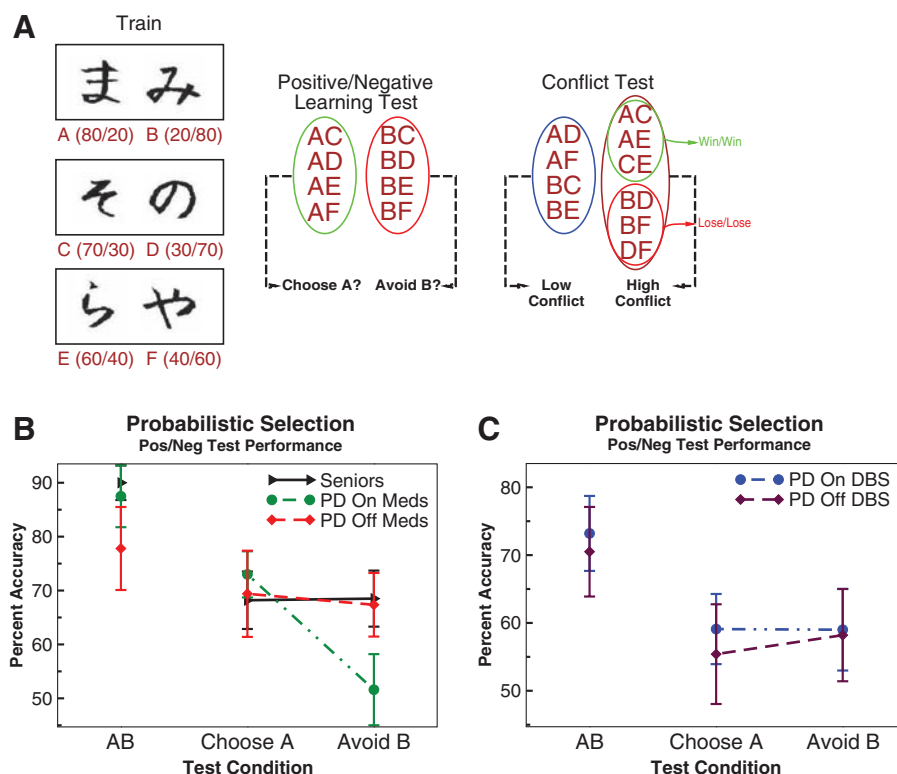 A
Train
ま み
A (80/20) B (20/80)
そ の
C (70/30) D (30/70)
ら や
E (60/40) F (40/60)
Positive/Negative
Learning Test
AC BC
AD BD
AE BE
AF BF
Choose A? Avoid B?
Conflict Test
AD
AF
BC
BE
AC
AE
CE
Win/Win
BD
BF
DF
Lose/Lose
Low
Conflict
High
Conflict
B
Probabilistic Selection
Pos/Neg Test Performance
Seniors
PD On Meds
PD Off Meds
Percent Accuracy
90
80
70
60
50
AB Choose A Avoid B
Test Condition
C
Probabilistic Selection
Pos/Neg Test Performance
PD On DBS
PD Off DBS
Percent Accuracy
80
70
60
50
AB Choose A Avoid B
Test Condition